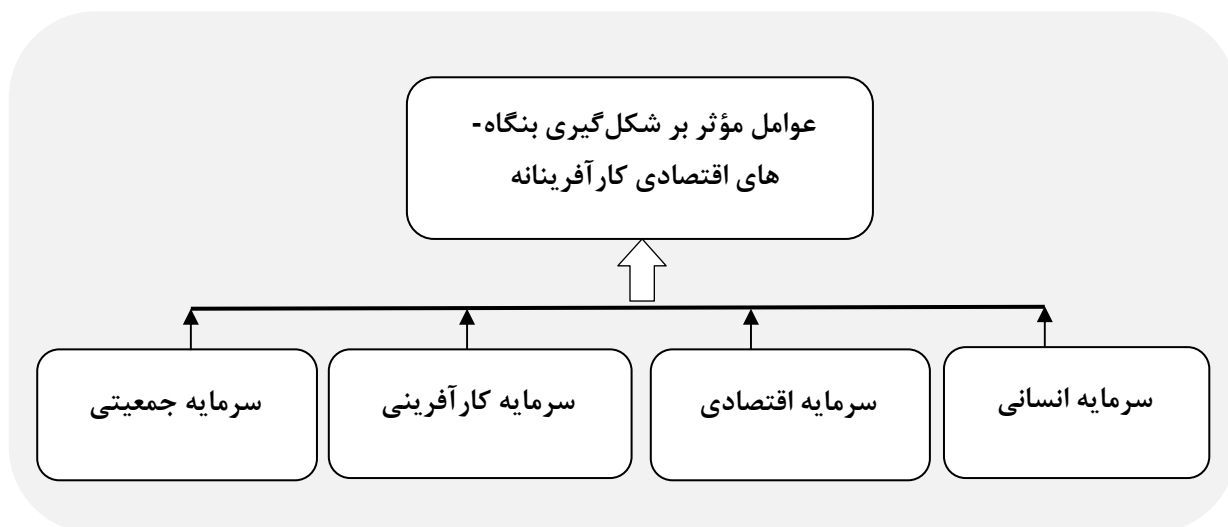 عوامل مؤثر بر شکل‌گیری بنگاه-
های اقتصادی کارآفرینانه
سرمایه انسانی
سرمایه اقتصادی
سرمایه کارآفرینی
سرمایه جمعیتی